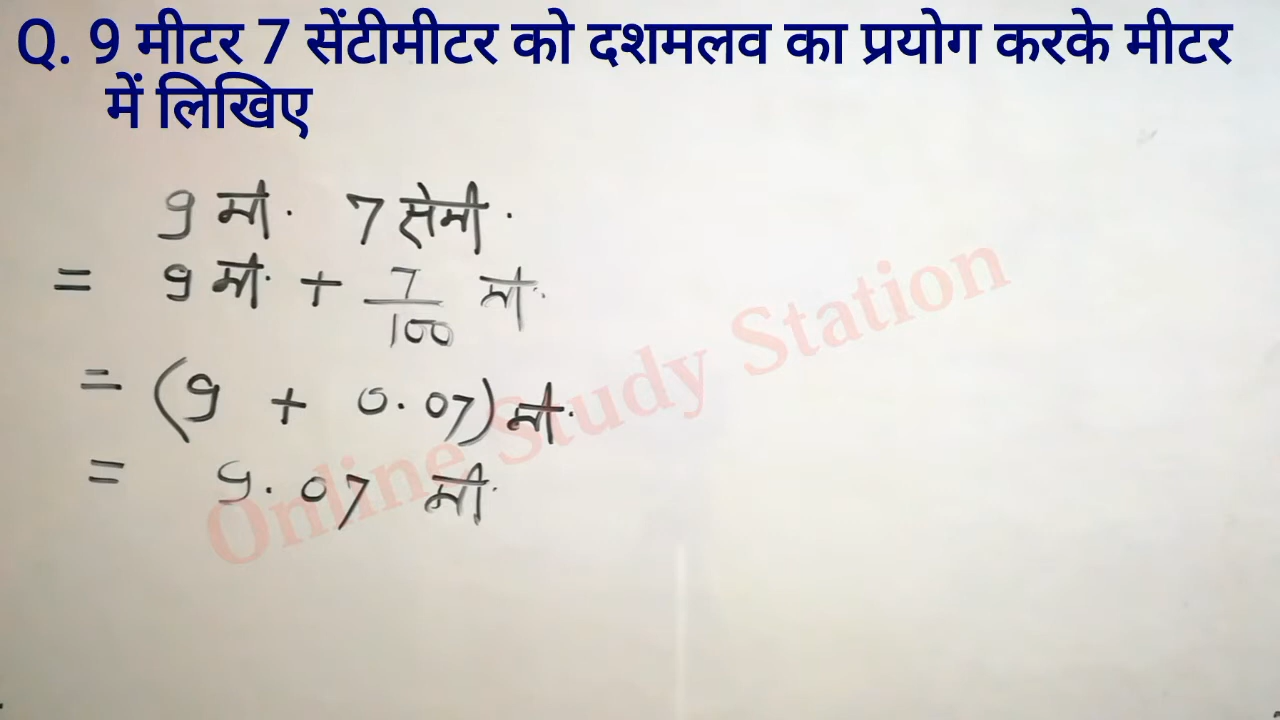 Q. 9 मीटर 7 सेंटीमीटर को दशमलव का प्रयोग करके मीटर
में लिखिए
9 मी. 7 सेमी.
= 9 मी. + 7/100 मी.
= (9 + 0.07) मी.
= 9.07 मी.
Online Study Station